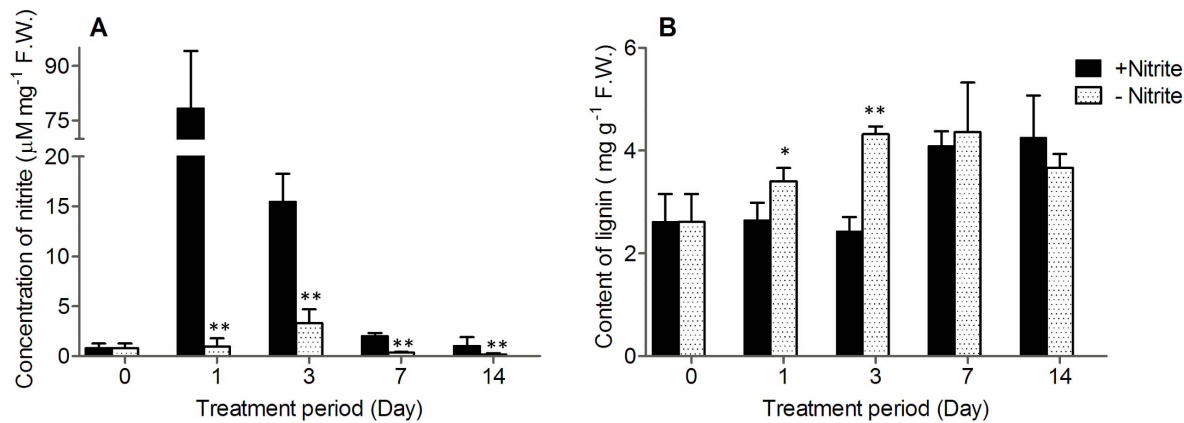 A
Concentration of nitrite (µM mg⁻¹ F.W.)
90
75
20
15
10
5
0
** ** ** **
0 1 3 7 14
Treatment period (Day)
B
Content of lignin ( mg g⁻¹ F.W.)
6
4
2
0
* **
0 1 3 7 14
Treatment period (Day)
+Nitrite
- Nitrite